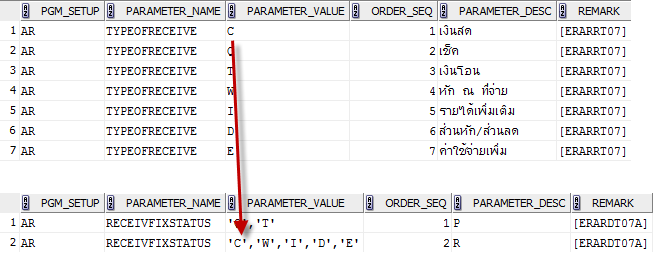 PGM_SETUP PARAMETER_NAME PARAMETER_VALUE ORDER_SEQ PARAMETER_DESC REMARK
1 AR TYPEOFRECEIVE C 1 เงินสด [ERARRT07]
2 AR TYPEOFRECEIVE Q 2 เช็ค [ERARRT07]
3 AR TYPEOFRECEIVE T 3 เงินโอน [ERARRT07]
4 AR TYPEOFRECEIVE W 4 หัก ณ ที่จ่าย [ERARRT07]
5 AR TYPEOFRECEIVE I 5 รายได้เพิ่มเติม [ERARRT07]
6 AR TYPEOFRECEIVE D 6 ส่วนหัก/ส่วนลด [ERARRT07]
7 AR TYPEOFRECEIVE E 7 ค่าใช้จ่ายเพิ่ม [ERARRT07]
PGM_SETUP PARAMETER_NAME PARAMETER_VALUE ORDER_SEQ PARAMETER_DESC REMARK
1 AR RECEIVFIXSTATUS 'T' 1 P [ERARDT07A]
2 AR RECEIVFIXSTATUS 'C','W','I','D','E' 2 R [ERARDT07A]